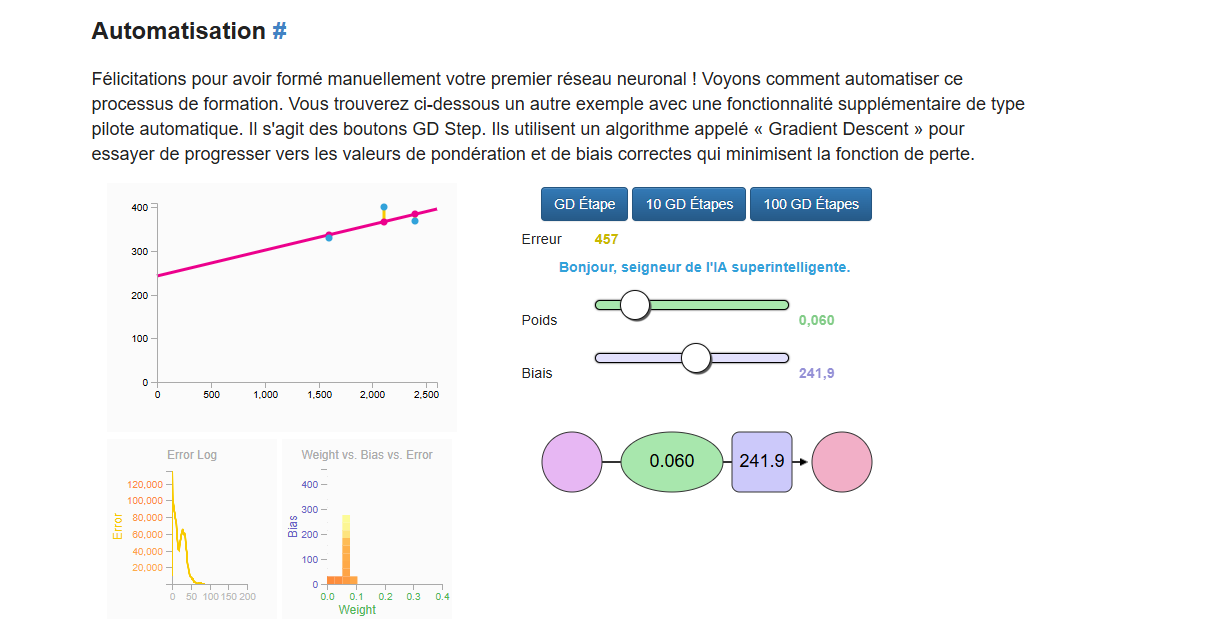 Automatisation #
Félicitations pour avoir formé manuellement votre premier réseau neuronal ! Voyons comment automatiser ce
processus de formation. Vous trouverez ci-dessous un autre exemple avec une fonctionnalité supplémentaire de type
pilote automatique. Il s'agit des boutons GD Step. Ils utilisent un algorithme appelé « Gradient Descent » pour
essayer de progresser vers les valeurs de pondération et de biais correctes qui minimisent la fonction de perte.
400
300
200
100
0
0 500 1,000 1,500 2,000 2,500
GD Étape 10 GD Étapes 100 GD Étapes
Erreur 457
Bonjour, seigneur de l'IA superintelligente.
Poids 0,060
Biais 241,9
0.060 241.9
Error Log
120,000
100,000
80,000
60,000
40,000
20,000
Error
0 50 100 150 200
Weight vs. Bias vs. Error
400
300
200
100
0
Bias
0.0 0.1 0.2 0.3 0.4
Weight